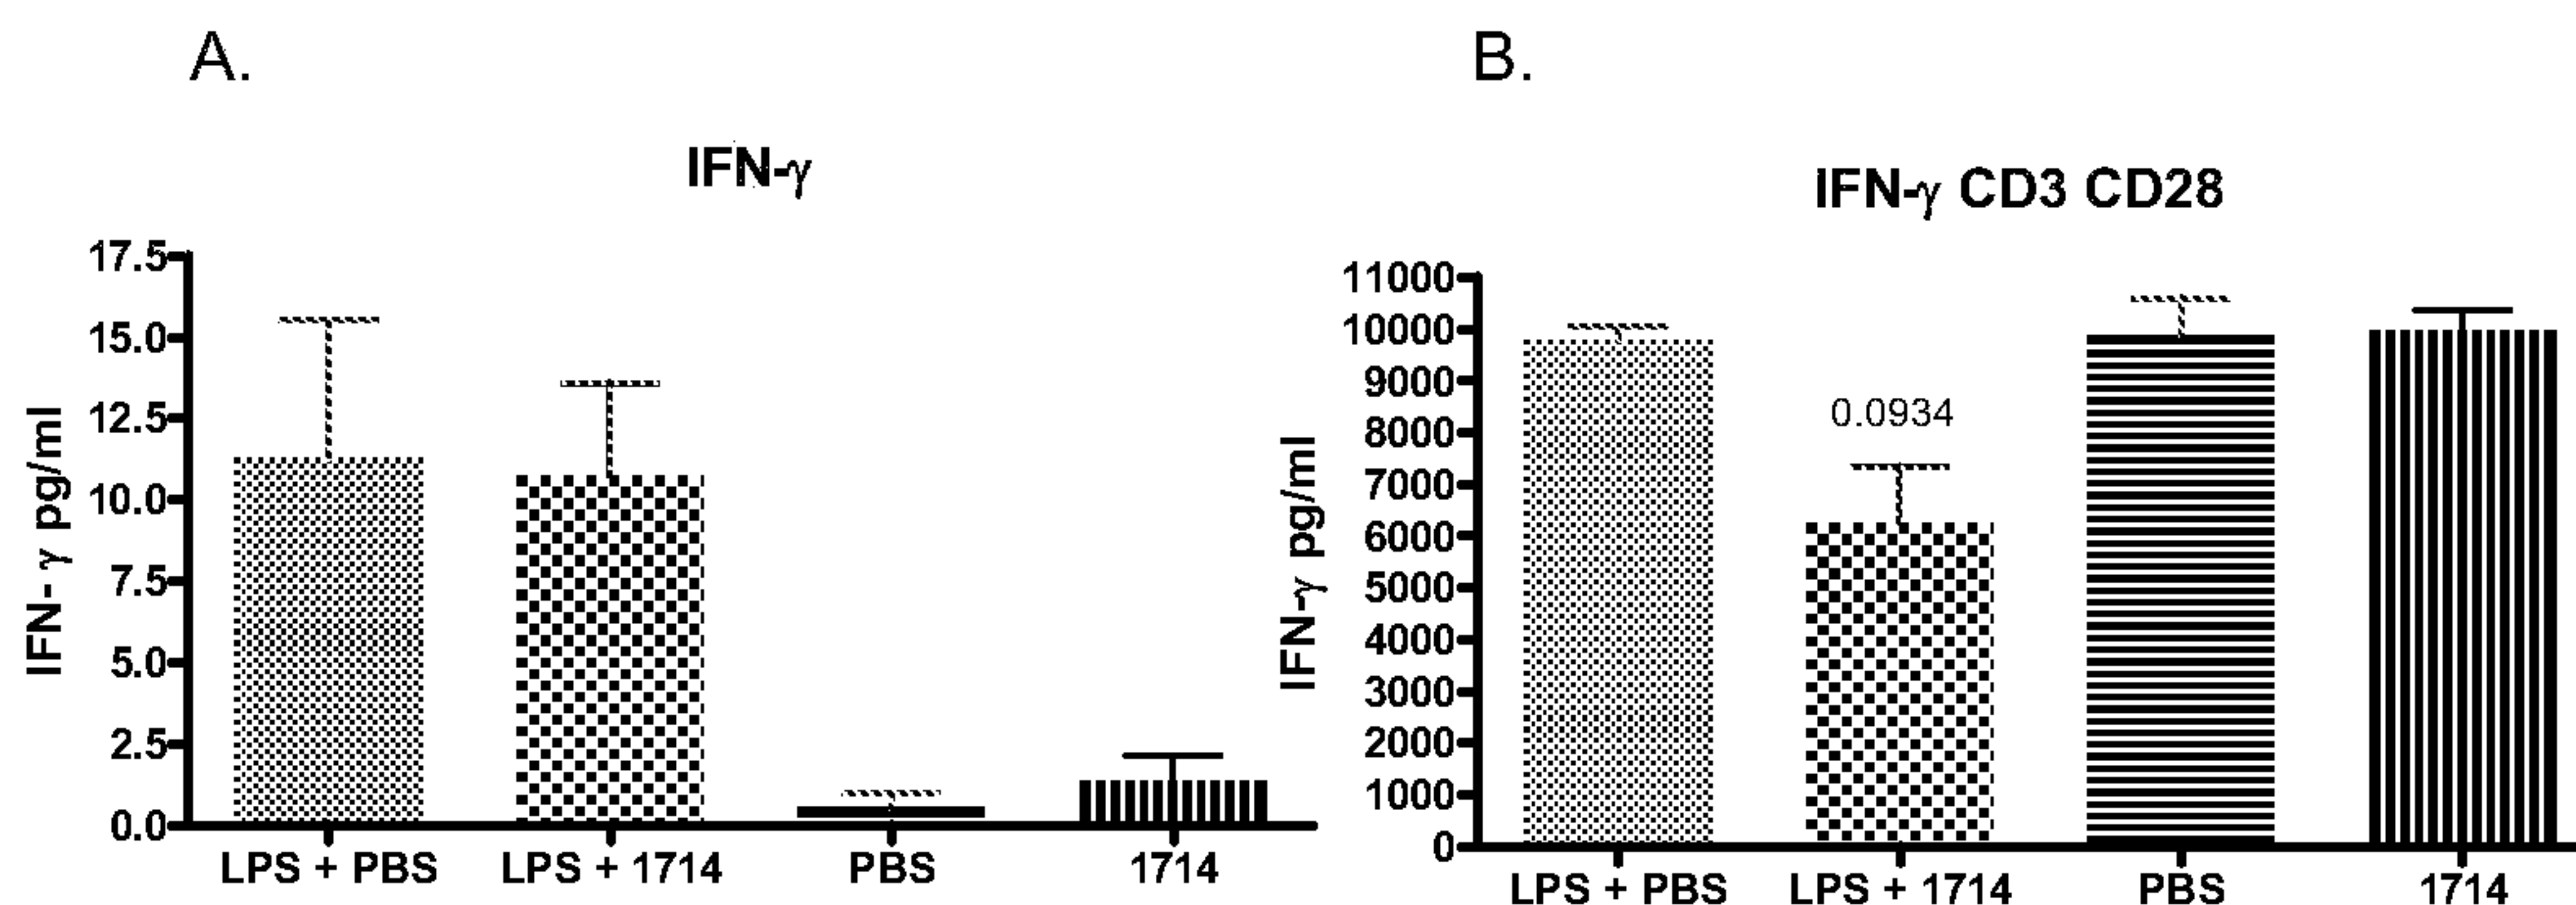 A.
IFN-γ
IFN- γ pg/ml
17.5
15.0
12.5
10.0
7.5
5.0
2.5
0.0
LPS + PBS
LPS + 1714
PBS
1714
B.
IFN-γ CD3 CD28
IFN-γ pg/ml
11000
10000
9000
8000
7000
6000
5000
4000
3000
2000
1000
0
0.0934
LPS + PBS
LPS + 1714
PBS
1714